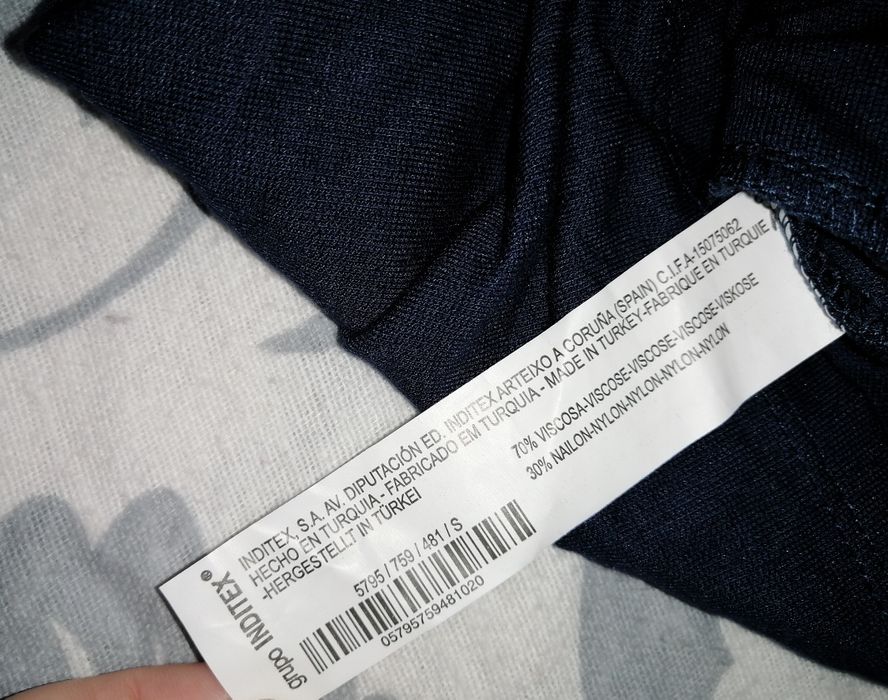 grupo INDITEX®
INDITEX, S.A. AV. DIPUTACIÓN ED. INDITEX ARTEIXO A CORUÑA (SPAIN) C.I.F.A-15075062
HECHO EN TURQUIA - FABRICADO EM TURQUIA - MADE IN TURKEY-FABRIQUE EN TURQUIE
-HERGESTELLT IN TÜRKEI
70% VISCOSA-VISCOSE-VISCOSE-VISCOSE-VISKOSE
30% NAILON-NYLON-NYLON-NYLON-NYLON
5795 / 759 / 481 / S
05795759481020